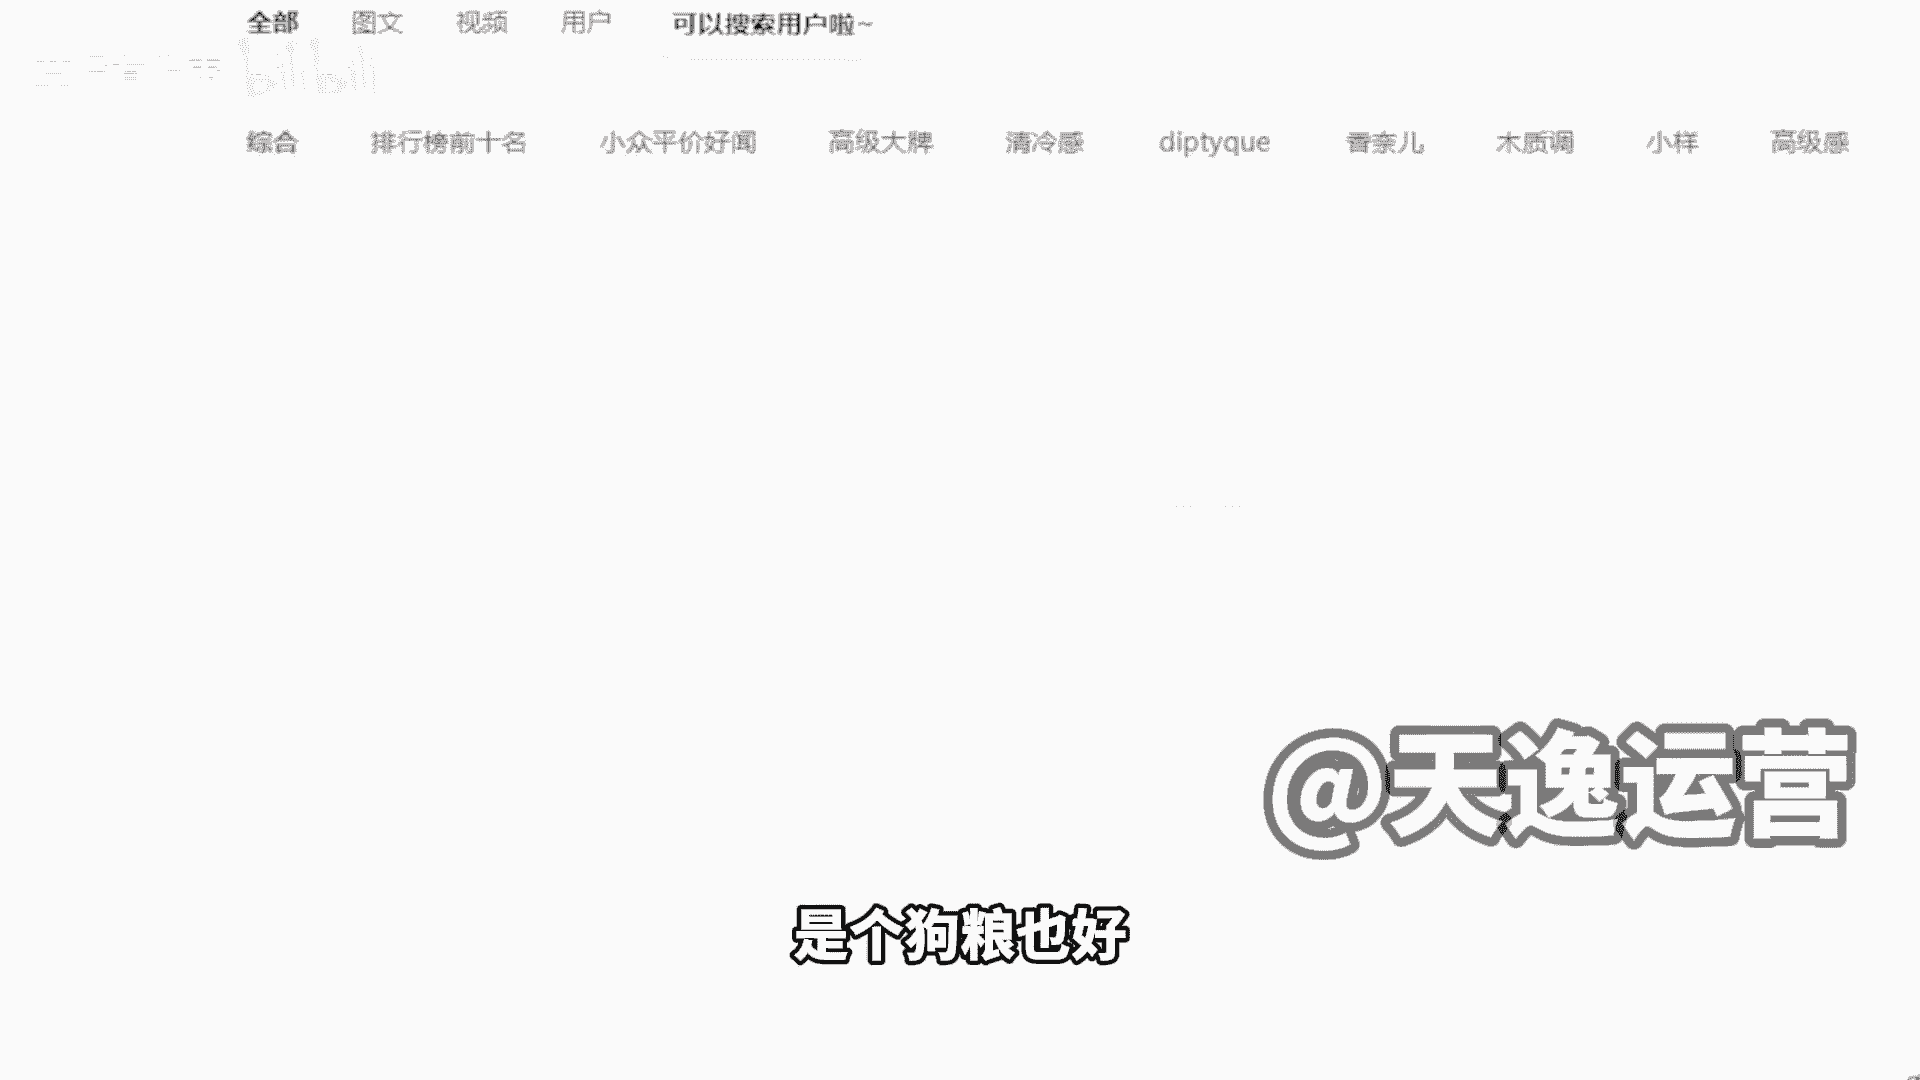 全部 图文 视频 用户 可以搜索用户啦~
bilibili
综合 排行榜前十名 小众平价好闻 高级大牌 清冷感 diptyque 香奈儿 木质调 小样 高级感
@天逸运营
是个狗粮也好